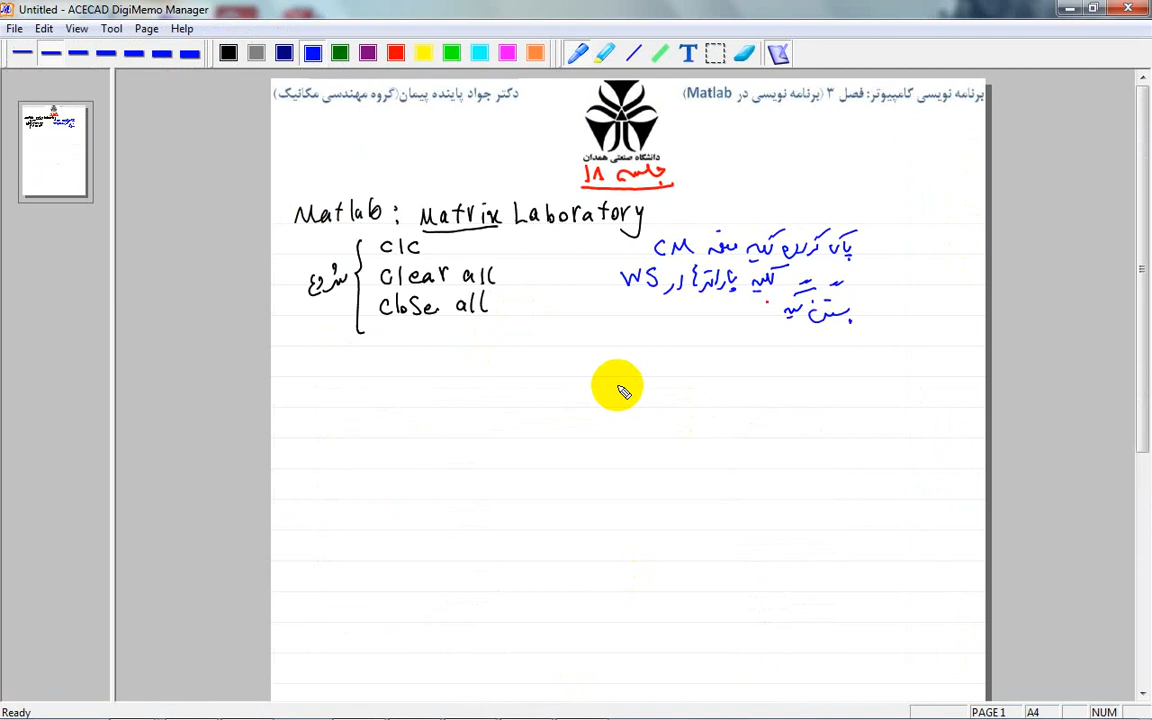 Untitled - ACECAD DigiMemo Manager
File Edit View Tool Page Help
برنامه نویسی کامپیوتر: فصل ۳ (برنامه نویسی در Matlab)
دکتر جواد پاینده پیمان(گروه مهندسی مکانیک)
دانشگاه صنعتی همدان
جلسه ۱۸
Matlab: Matrix Laboratory
شروع
clc
پاک کردن کلیه صفحه CM
clear all
کلیه پارامترها در WS
close all
بستن کلیه
Ready
PAGE 1 A4 NUM